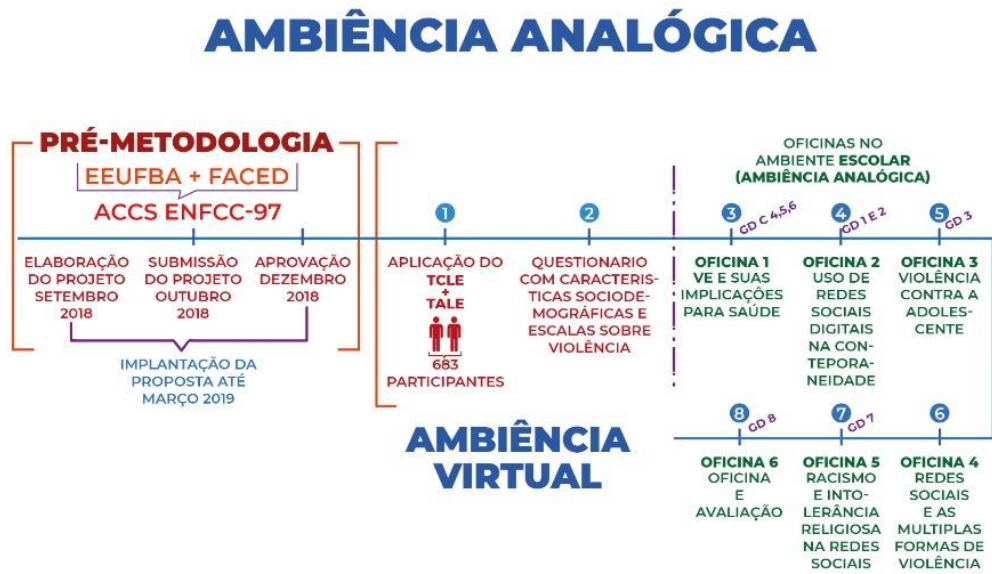 AMBIÊNCIA ANALÓGICA
PRÉ-METODOLOGIA
EEUFBA + FACED
ACCS ENFCC-97
ELABORAÇÃO
DO PROJETO
SETEMBRO
2018
SUBMISSÃO
DO PROJETO
OUTUBRO
2018
APROVAÇÃO
DEZEMBRO
2018
IMPLANTAÇÃO DA
PROPOSTA ATÉ
MARÇO 2019
1
APLICAÇÃO DO
TCLE
+
TALE
683
PARTICIPANTES
2
QUESTIONARIO
COM CARACTERIS-
TICAS SOCIODE-
MOGRÁFICAS E
ESCALAS SOBRE
VIOLÊNCIA
OFICINAS NO
AMBIENTE ESCOLAR
(AMBIÊNCIA ANALÓGICA)
3
GD C 4,5,6
OFICINA 1
VE E SUAS
IMPLICAÇÕES
PARA SAÚDE
4
GD 1 E 2
OFICINA 2
USO DE
REDES
SOCIAIS
DIGITAIS
NA CON-
TEPORA-
NEIDADE
5
GD 3
OFICINA 3
VIOLÊNCIA
CONTRA A
ADOLES-
CENTE
AMBIÊNCIA
VIRTUAL
6
OFICINA 4
REDES
SOCIAIS
E AS
MULTIPLAS
FORMAS DE
VIOLÊNCIA
7
GD 7
OFICINA 5
RACISMO
E INTO-
LERÂNCIA
RELIGIOSA
NA REDES
SOCIAIS
8
GD 8
OFICINA 6
OFICINA
E
AVALIAÇÃO